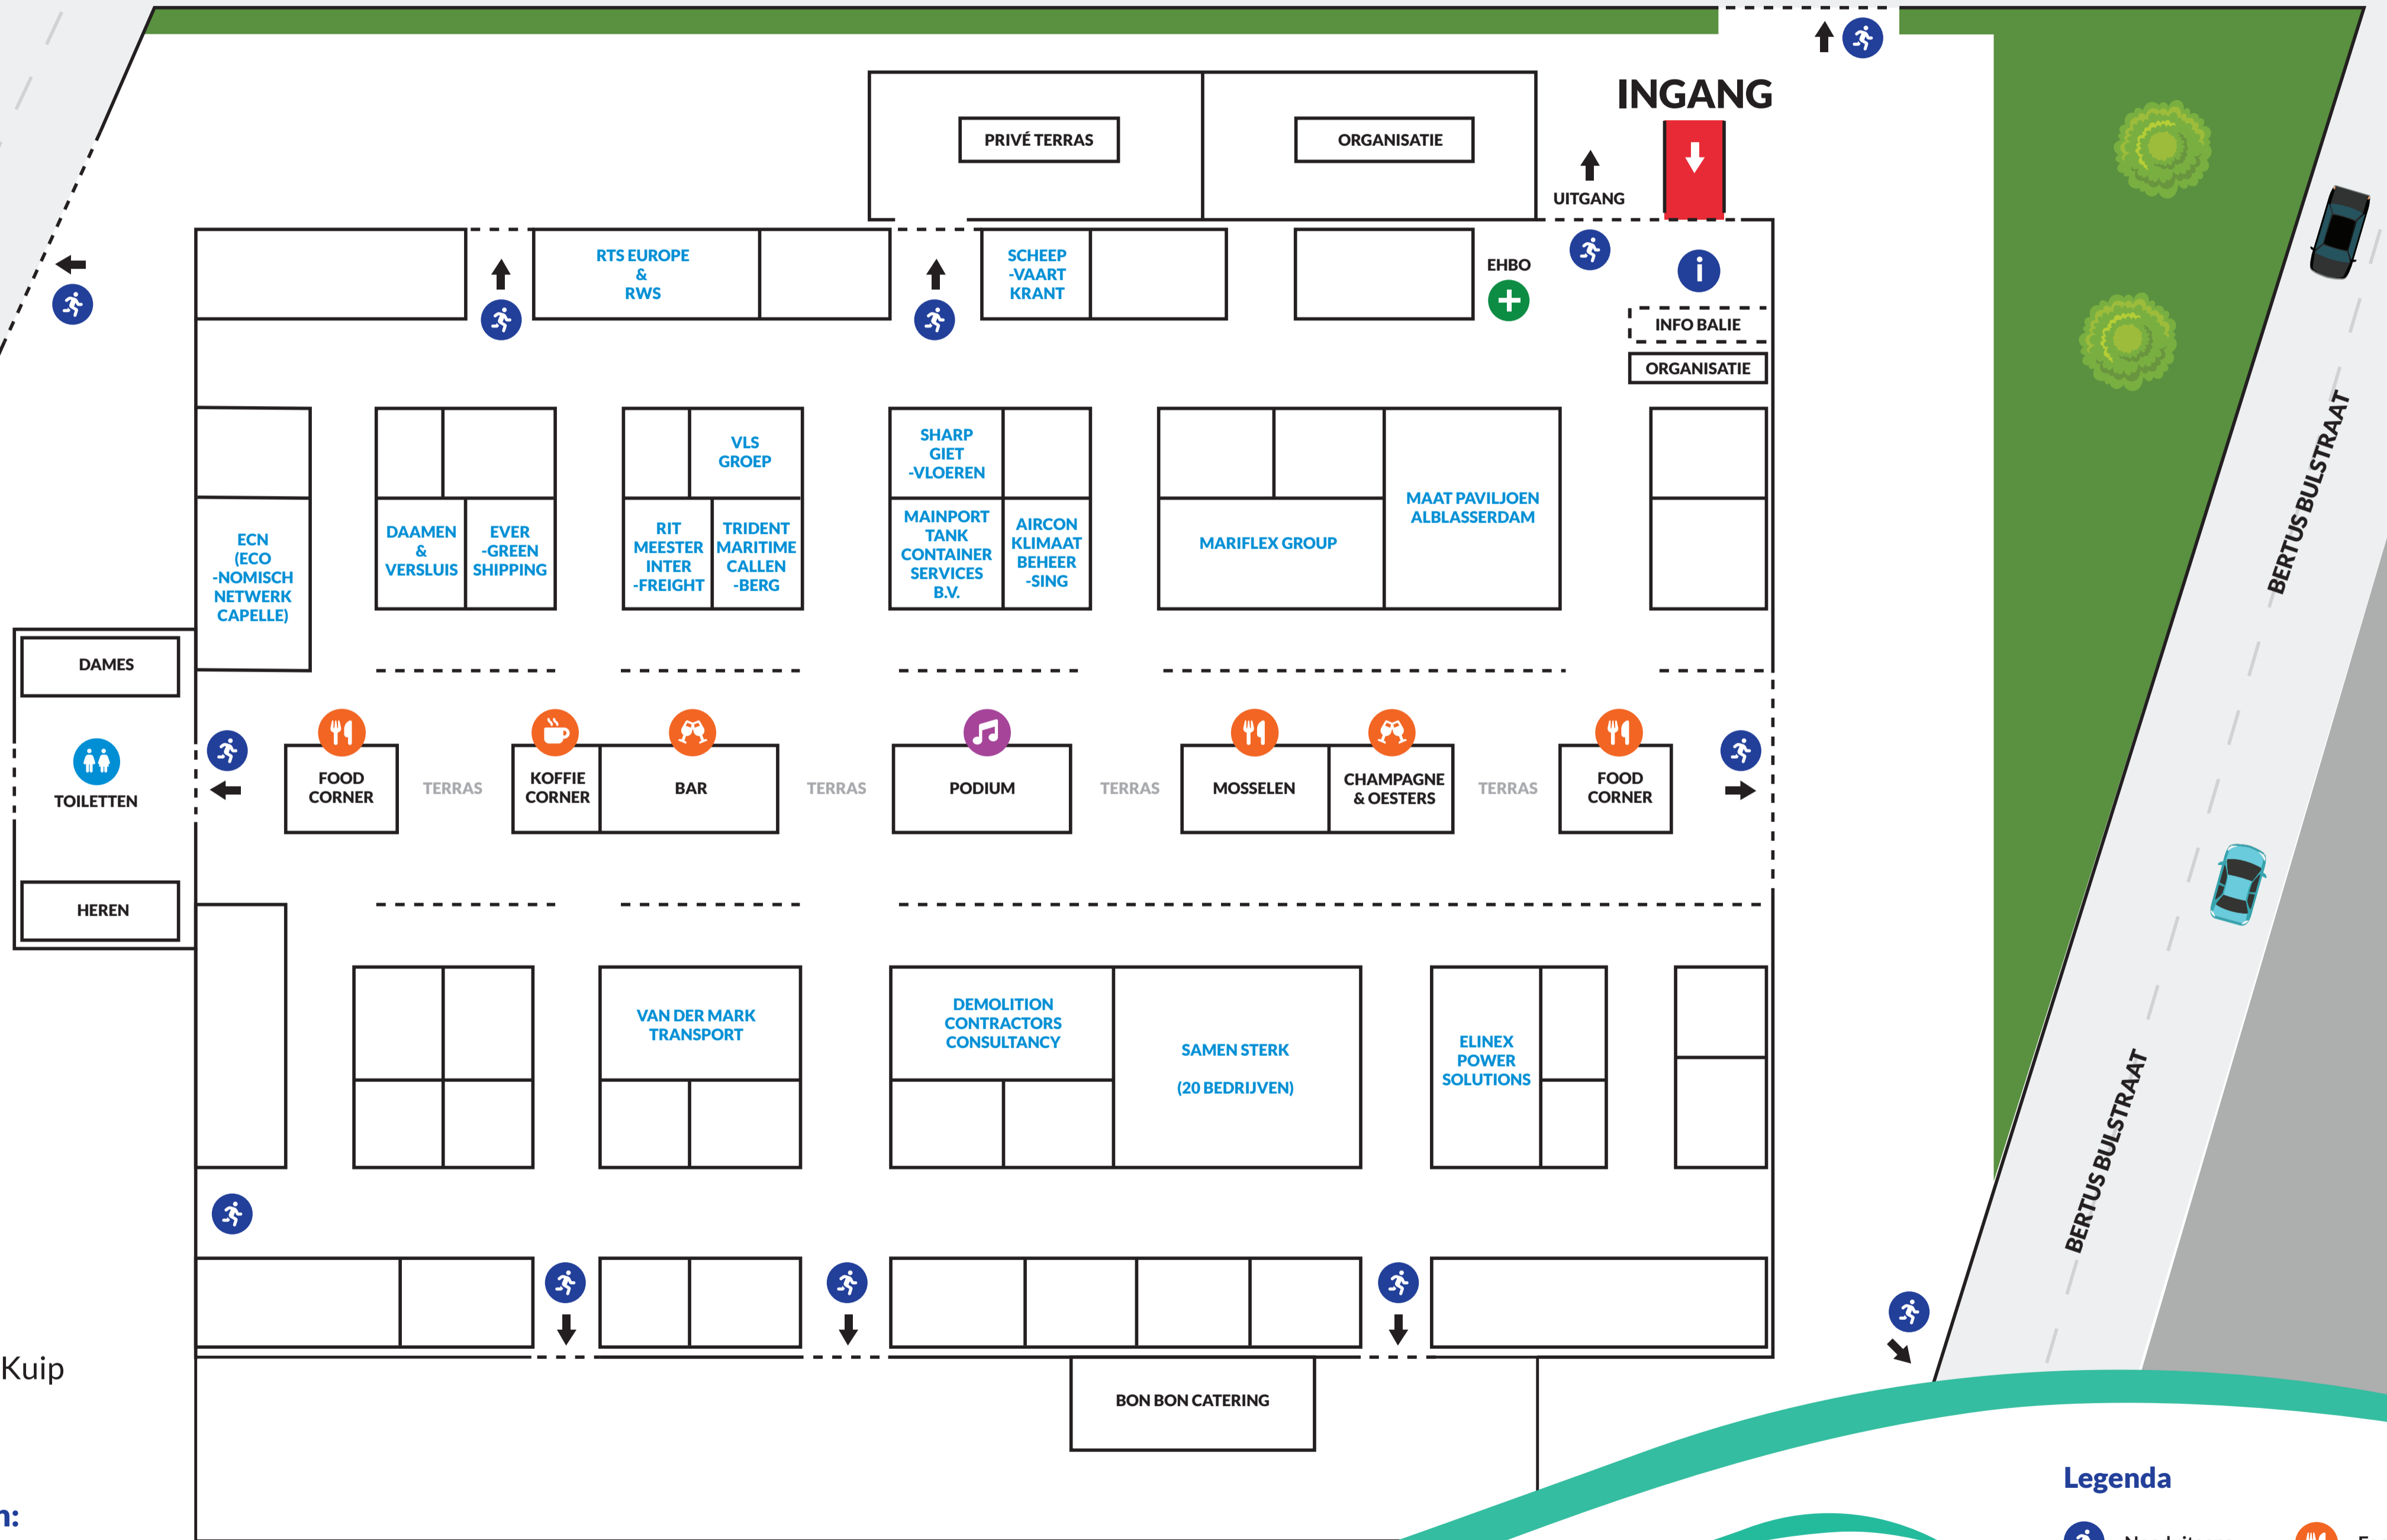 INGANG
PRIVÉ TERRAS
ORGANISATIE
UITGANG
RTS EUROPE
&
RWS
SCHEEP
-VAART
KRANT
EHBO
INFO BALIE
ORGANISATIE
ECN
(ECO
-NOMISCH
NETWERK
CAPELLE)
DAAMEN
&
VERSLUIS
EVER
-GREEN
SHIPPING
VLS
GROEP
RIT
MEESTER
INTER
-FREIGHT
TRIDENT
MARITIME
CALLEN
-BERG
SHARP
GIET
-VLOEREN
MAINPORT
TANK
CONTAINER
SERVICES
B.V.
AIRCON
KLIMAAT
BEHEER
-SING
MARIFLEX GROUP
MAAT PAVILJOEN
ALBLASSERDAM
BERTUS BULSTRAAT
DAMES
TOILETTEN
HEREN
FOOD
CORNER
TERRAS
KOFFIE
CORNER
BAR
TERRAS
PODIUM
TERRAS
MOSSELEN
CHAMPAGNE
& OESTERS
TERRAS
FOOD
CORNER
VAN DER MARK
TRANSPORT
DEMOLITION
CONTRACTORS
CONSULTANCY
SAMEN STERK
(20 BEDRIJVEN)
ELINEX
POWER
SOLUTIONS
BERTUS BULSTRAAT
Kuip
BON BON CATERING
Legenda
n: